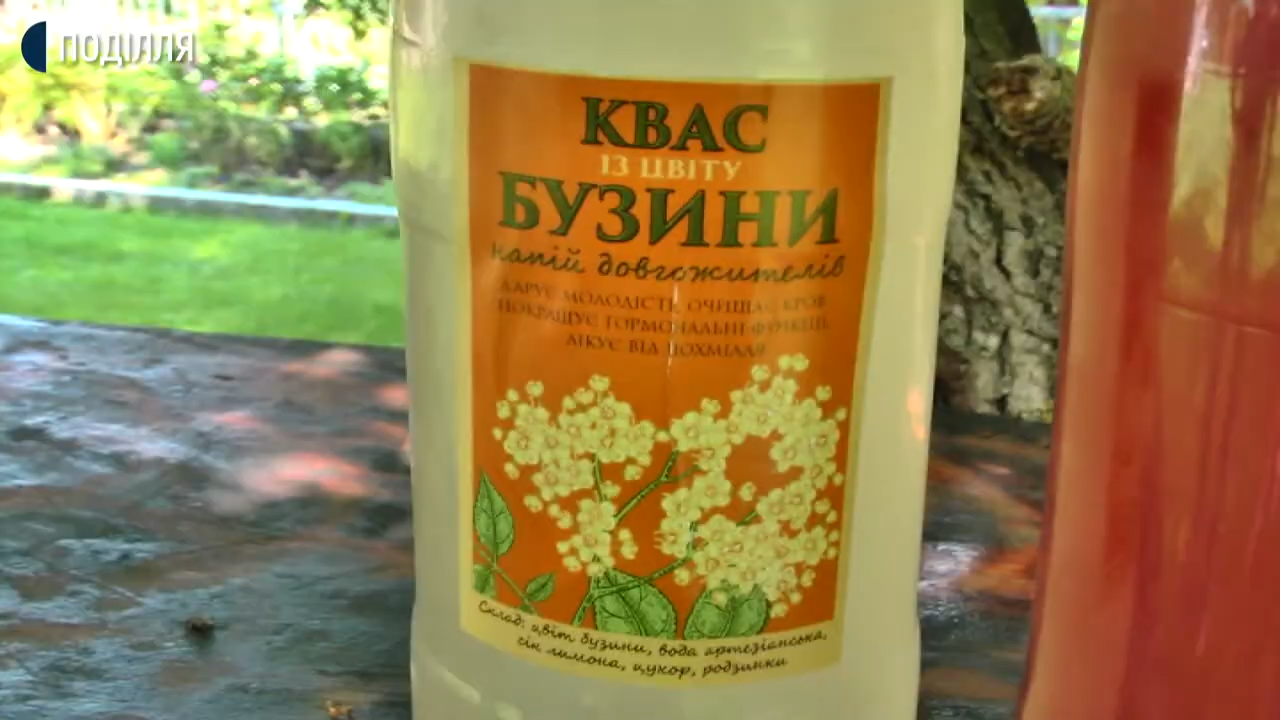 ПОДІЛЛЯ
КВАС
ІЗ ЦВІТУ
БУЗИНИ
напій довгожителів
ДАРУЄ МОЛОДІСТЬ, ОЧИЩАЄ КРОВ
ПОКРАЩУЄ ГОРМОНАЛЬНІ ФУНКЦІЇ,
ЛІКУЄ ВІД ПОХМІЛЛЯ
Склад: цвіт бузини, вода артезіанська,
сік лимона, цукор, родзинки